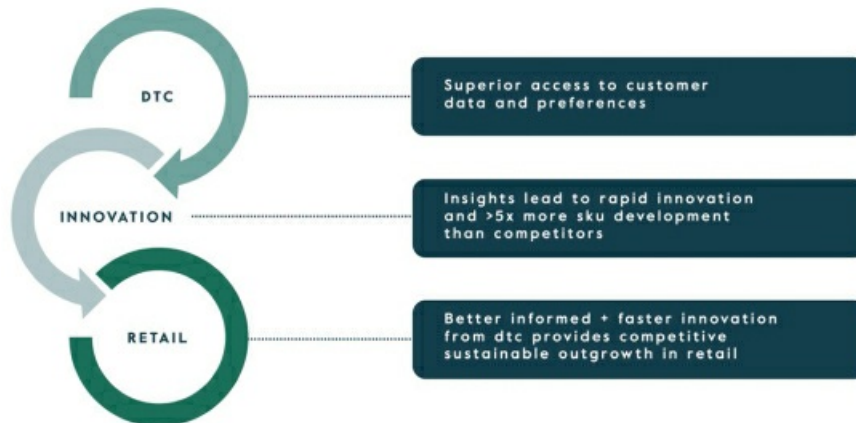 DTC
Superior access to customer
data and preferences
INNOVATION
Insights lead to rapid innovation
and >5x more sku development
than competitors
RETAIL
Better informed + faster innovation
from dtc provides competitive
sustainable outgrowth in retail